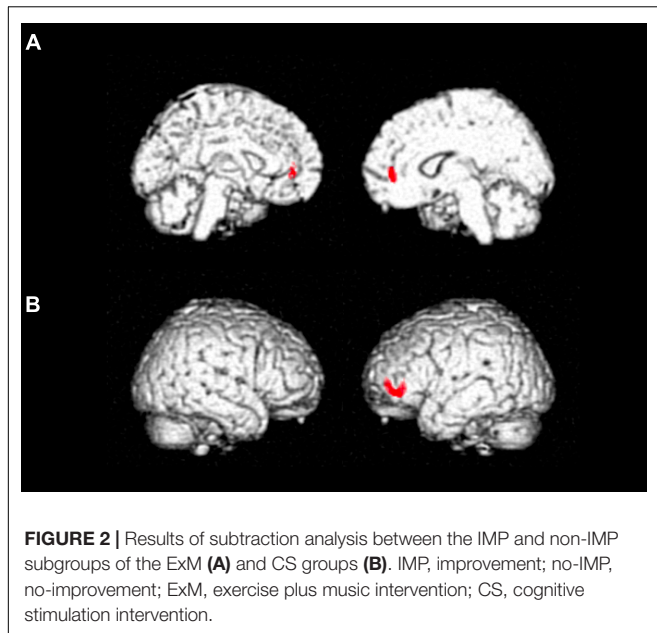 A
B
FIGURE 2 | Results of subtraction analysis between the IMP and non-IMP
subgroups of the ExM (A) and CS groups (B). IMP, improvement; no-IMP,
no-improvement; ExM, exercise plus music intervention; CS, cognitive
stimulation intervention.